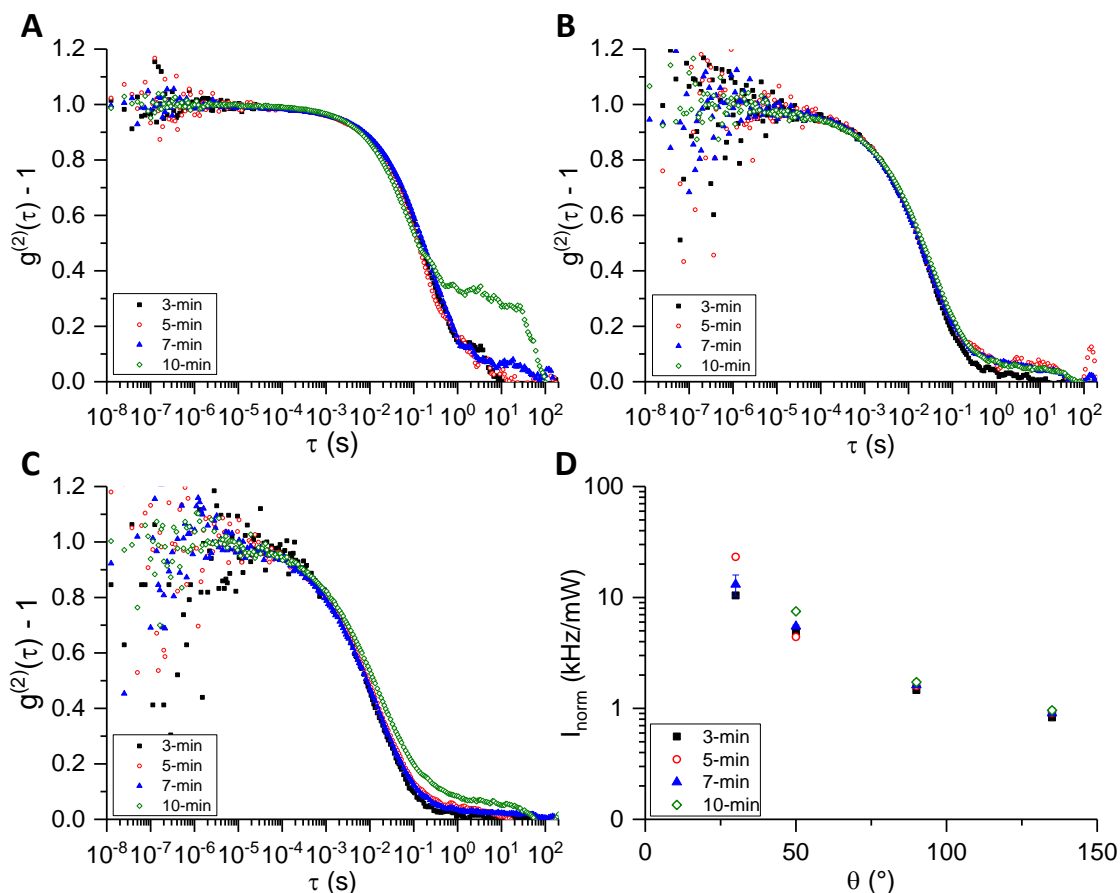 A
1.2
1.0
0.8
0.6
0.4
0.2
0.0
g⁽²⁾(τ) - 1
3-min
5-min
7-min
10-min
10⁻⁸ 10⁻⁷ 10⁻⁶ 10⁻⁵ 10⁻⁴ 10⁻³ 10⁻² 10⁻¹ 10⁰ 10¹ 10²
τ (s)
B
1.2
1.0
0.8
0.6
0.4
0.2
0.0
g⁽²⁾(τ) - 1
3-min
5-min
7-min
10-min
10⁻⁸ 10⁻⁷ 10⁻⁶ 10⁻⁵ 10⁻⁴ 10⁻³ 10⁻² 10⁻¹ 10⁰ 10¹ 10²
τ (s)
C
1.2
1.0
0.8
0.6
0.4
0.2
0.0
g⁽²⁾(τ) - 1
3-min
5-min
7-min
10-min
10⁻⁸ 10⁻⁷ 10⁻⁶ 10⁻⁵ 10⁻⁴ 10⁻³ 10⁻² 10⁻¹ 10⁰ 10¹ 10²
τ (s)
D
100
10
1
0
I_norm (kHz/mW)
3-min
5-min
7-min
10-min
0 50 100 150
θ (°)